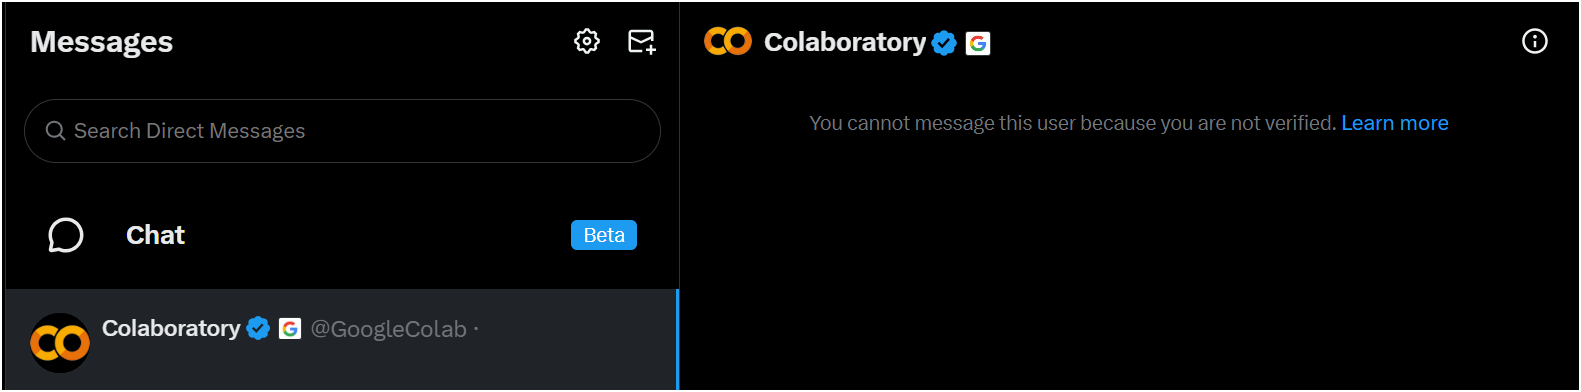 Messages
Search Direct Messages
Chat
Beta
Colaboratory @GoogleColab ·
Colaboratory
You cannot message this user because you are not verified. Learn more